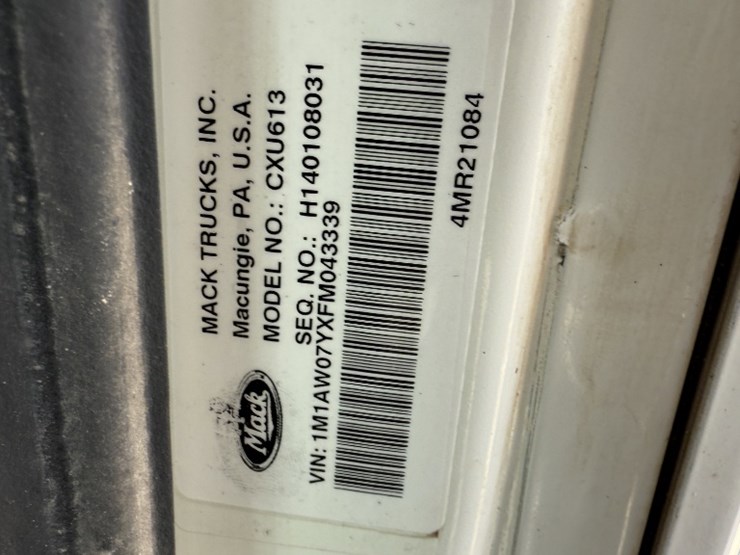 MACK TRUCKS, INC.
Macungie, PA, U.S.A.
MODEL NO.: CXU613
SEQ. NO.: H140108031
Mack
VIN: 1M1AW07YXFM043339
4MR21084